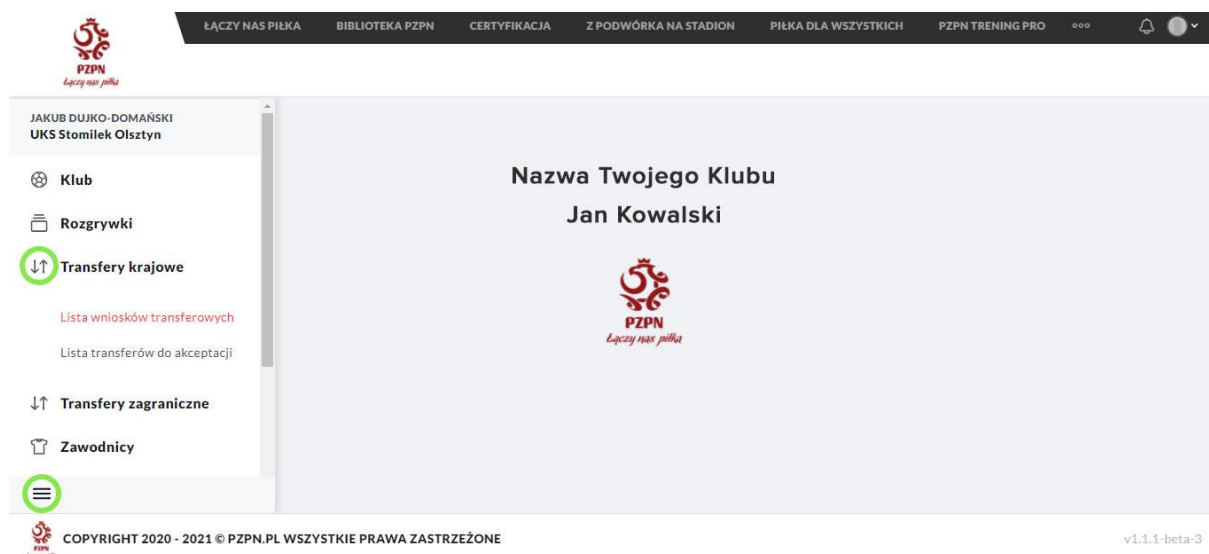 ŁĄCZY NAS PIŁKA BIBLIOTEKA PZPN CERTYFIKACJA Z PODWÓRKA NA STADION PIŁKA DLA WSZYSTKICH PZPN TRENING PRO
PZPN
Łączy nas piłka
JAKUB DUJKO-DOMAŃSKI
UKS Stomilek Olsztyn
Klub
Rozgrywki
Transfery krajowe
Lista wniosków transferowych
Lista transferów do akceptacji
Transfery zagraniczne
Zawodnicy
Nazwa Twojego Klubu
Jan Kowalski
PZPN
Łączy nas piłka
PZPN
COPYRIGHT 2020 - 2021 © PZPN.PL WSZYSTKIE PRAWA ZASTRZEŻONE
v1.1.1-beta-3